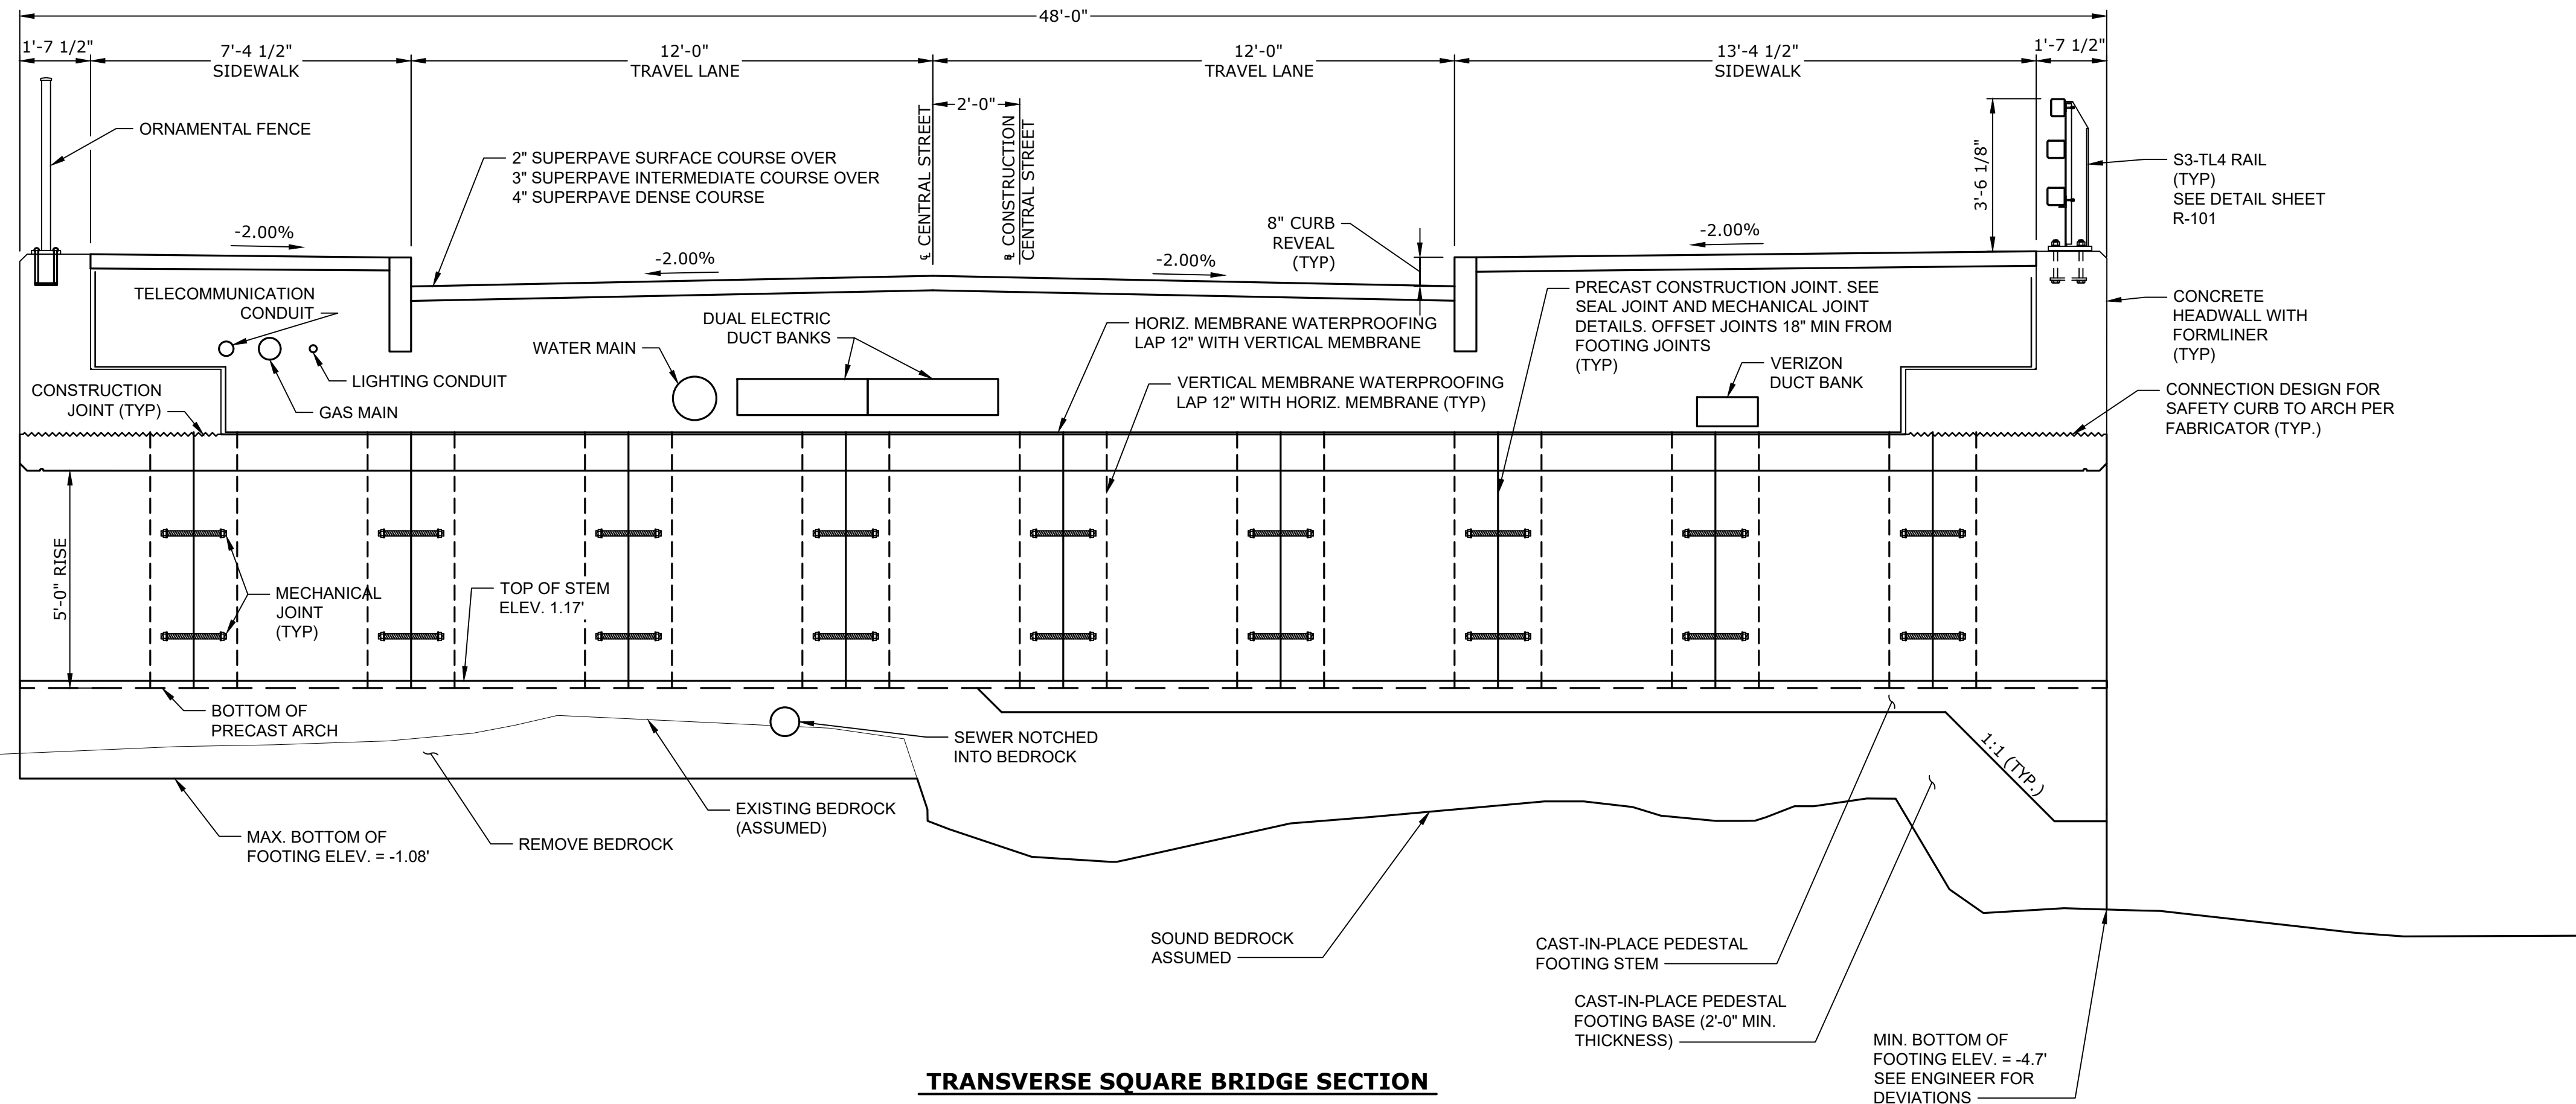 48'-0"
1'-7 1/2"
7'-4 1/2"
SIDEWALK
12'-0"
TRAVEL LANE
12'-0"
TRAVEL LANE
13'-4 1/2"
SIDEWALK
1'-7 1/2"
2'-0"
℄ CENTRAL STREET
CONSTRUCTION
CENTRAL STREET
ORNAMENTAL FENCE
2" SUPERPAVE SURFACE COURSE OVER
3" SUPERPAVE INTERMEDIATE COURSE OVER
4" SUPERPAVE DENSE COURSE
3'-6 1/8"
S3-TL4 RAIL
(TYP)
SEE DETAIL SHEET
R-101
8" CURB
REVEAL
(TYP)
-2.00%
-2.00%
-2.00%
-2.00%
TELECOMMUNICATION
CONDUIT
DUAL ELECTRIC
DUCT BANKS
WATER MAIN
HORIZ. MEMBRANE WATERPROOFING
LAP 12" WITH VERTICAL MEMBRANE
PRECAST CONSTRUCTION JOINT. SEE
SEAL JOINT AND MECHANICAL JOINT
DETAILS. OFFSET JOINTS 18" MIN FROM
FOOTING JOINTS
(TYP)
CONCRETE
HEADWALL WITH
FORMLINER
(TYP)
VERIZON
DUCT BANK
LIGHTING CONDUIT
GAS MAIN
CONSTRUCTION
JOINT (TYP)
VERTICAL MEMBRANE WATERPROOFING
LAP 12" WITH HORIZ. MEMBRANE (TYP)
CONNECTION DESIGN FOR
SAFETY CURB TO ARCH PER
FABRICATOR (TYP.)
5'-0" RISE
MECHANICAL
JOINT
(TYP)
TOP OF STEM
ELEV. 1.17'
BOTTOM OF
PRECAST ARCH
SEWER NOTCHED
INTO BEDROCK
1:1 (TYP.)
EXISTING BEDROCK
(ASSUMED)
MAX. BOTTOM OF
FOOTING ELEV. = -1.08'
REMOVE BEDROCK
SOUND BEDROCK
ASSUMED
CAST-IN-PLACE PEDESTAL
FOOTING STEM
CAST-IN-PLACE PEDESTAL
FOOTING BASE (2'-0" MIN.
THICKNESS)
MIN. BOTTOM OF
FOOTING ELEV. = -4.7'
SEE ENGINEER FOR
DEVIATIONS
TRANSVERSE SQUARE BRIDGE SECTION